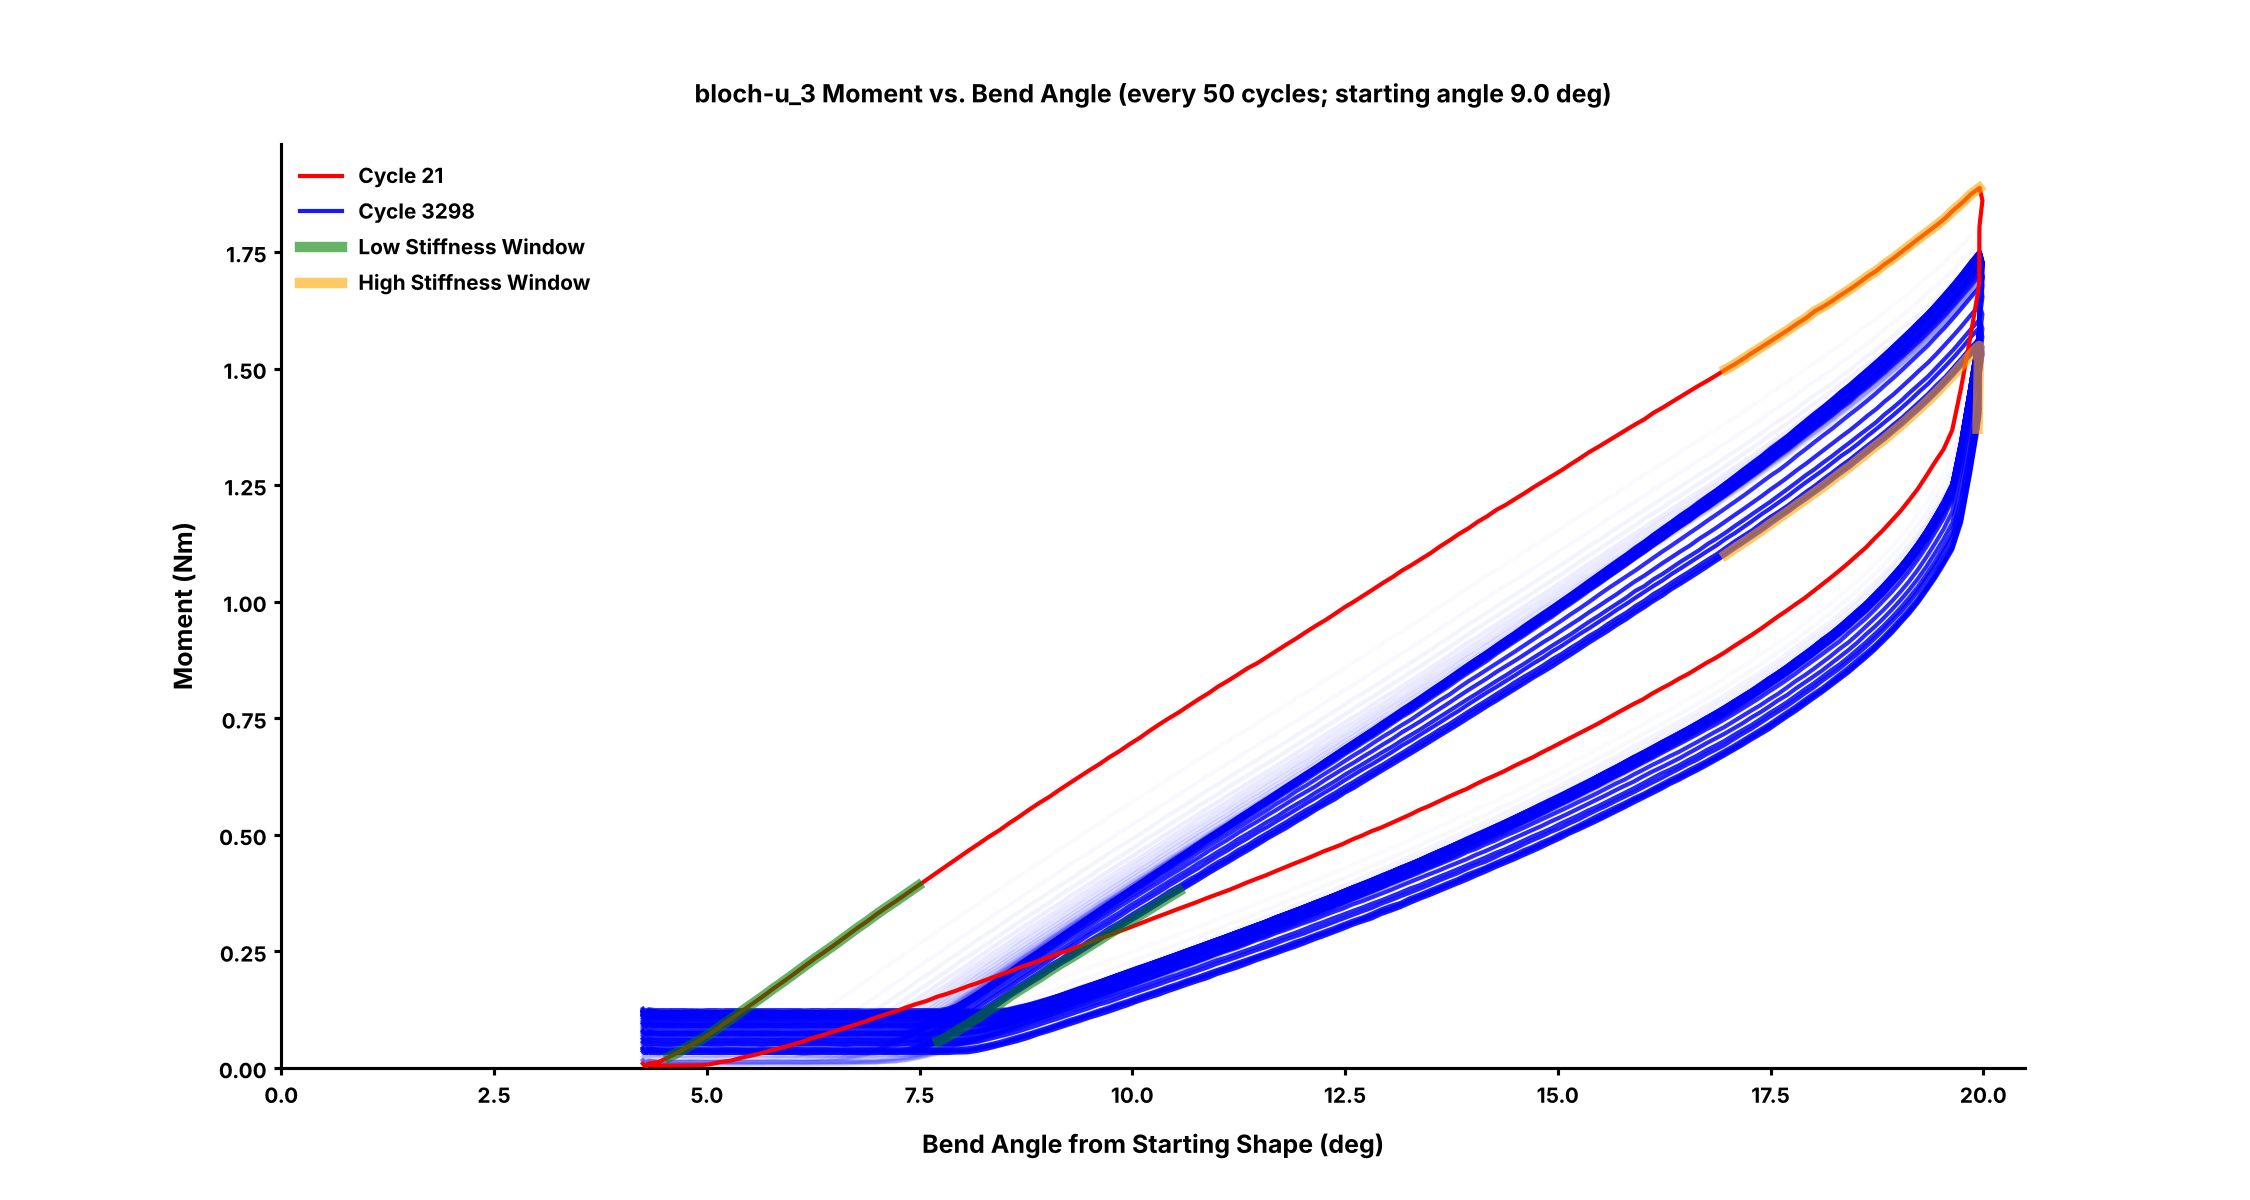 bloch-u_3 Moment vs. Bend Angle (every 50 cycles; starting angle 9.0 deg)
Cycle 21
Cycle 3298
Low Stiffness Window
High Stiffness Window
Moment (Nm)
1.75
1.50
1.25
1.00
0.75
0.50
0.25
0.00
0.0 2.5 5.0 7.5 10.0 12.5 15.0 17.5 20.0
Bend Angle from Starting Shape (deg)